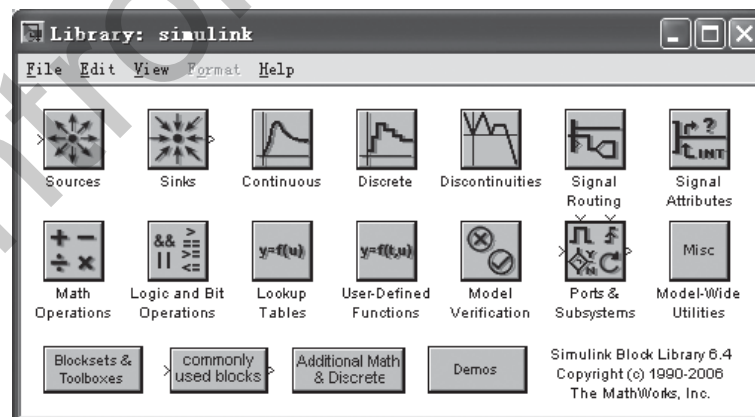 Library: simulink
File Edit View Format Help
Sources Sinks Continuous Discrete Discontinuities Signal Routing Signal Attributes
+ − ÷ × && || > == >= <= y=f(u) y=f(t,u) Misc
Math Operations Logic and Bit Operations Lookup Tables User-Defined Functions Model Verification Ports & Subsystems Model-Wide Utilities
Blocksets & Toolboxes
commonly used blocks
Additional Math & Discrete
Demos
Simulink Block Library 6.4
Copyright (c) 1990-2006
The MathWorks, Inc.